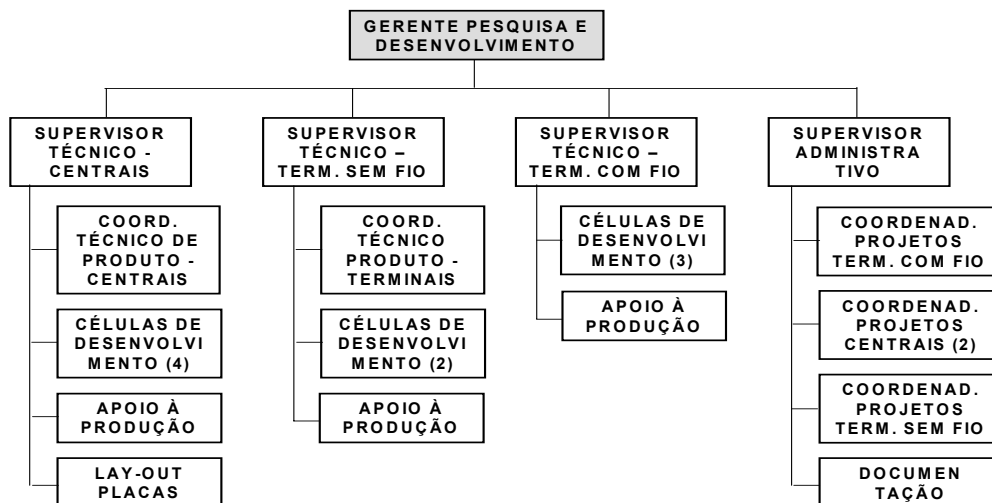 GERENTE PESQUISA E
DESENVOLVIMENTO
SUPERVISOR
TÉCNICO -
CENTRAIS
COORD.
TÉCNICO DE
PRODUTO -
CENTRAIS
CÉLULAS DE
DESENVOLVI
MENTO (4)
APOIO À
PRODUÇÃO
LAY-OUT
PLACAS
SUPERVISOR
TÉCNICO –
TERM. SEM FIO
COORD.
TÉCNICO
PRODUTO -
TERMINAIS
CÉLULAS DE
DESENVOLVI
MENTO (2)
APOIO À
PRODUÇÃO
SUPERVISOR
TÉCNICO –
TERM. COM FIO
CÉLULAS DE
DESENVOLVI
MENTO (3)
APOIO À
PRODUÇÃO
SUPERVISOR
ADMINISTRA
TIVO
COORDENAD.
PROJETOS
TERM. COM FIO
COORDENAD.
PROJETOS
CENTRAIS (2)
COORDENAD.
PROJETOS
TERM. SEM FIO
DOCUMEN
TAÇÃO